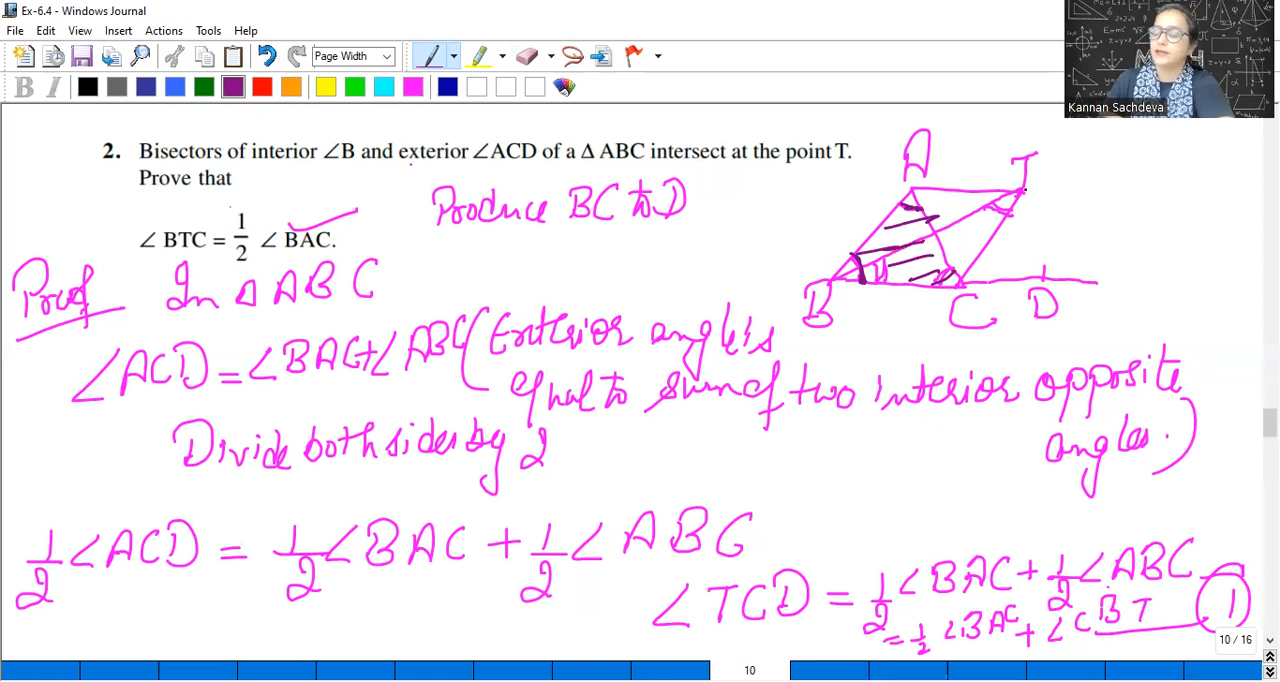 Ex-6.4 - Windows Journal
File Edit View Insert Actions Tools Help
Page Width
B I
Kannan Sachdeva
2. Bisectors of interior ∠B and exterior ∠ACD of a Δ ABC intersect at the point T.
Prove that
∠ BTC = 1/2 ∠ BAC.
Produce BC to D
A T
B C D
Proof In Δ ABC
∠ACD = ∠BAC + ∠ABC (Exterior angle is
equal to sum of two interior opposite
angles.)
Divide both sides by 2
1/2 ∠ACD = 1/2 ∠BAC + 1/2 ∠ABC
∠TCD = 1/2 ∠BAC + 1/2 ∠ABC
= 1/2 ∠BAC + ∠CBT 1
10 / 16
10